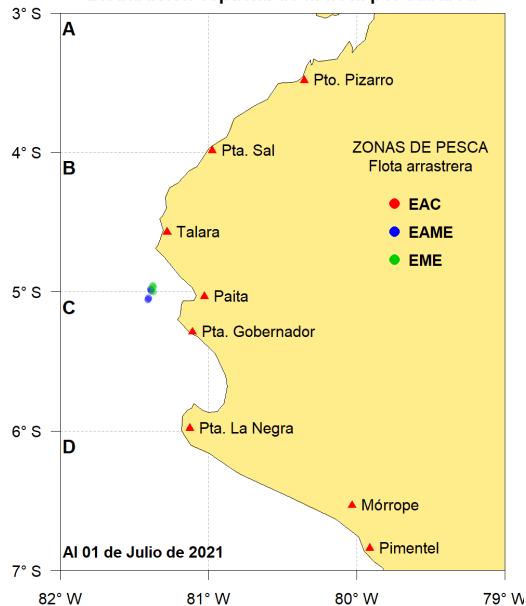 3° S
A
Pto. Pizarro
4° S
B
Pta. Sal
ZONAS DE PESCA
Flota arrastrera
EAC
EAME
EME
Talara
5° S
C
Paita
Pta. Gobernador
6° S
D
Pta. La Negra
Mórrope
Pimentel
Al 01 de Julio de 2021
7° S
82° W
81° W
80° W
79° W